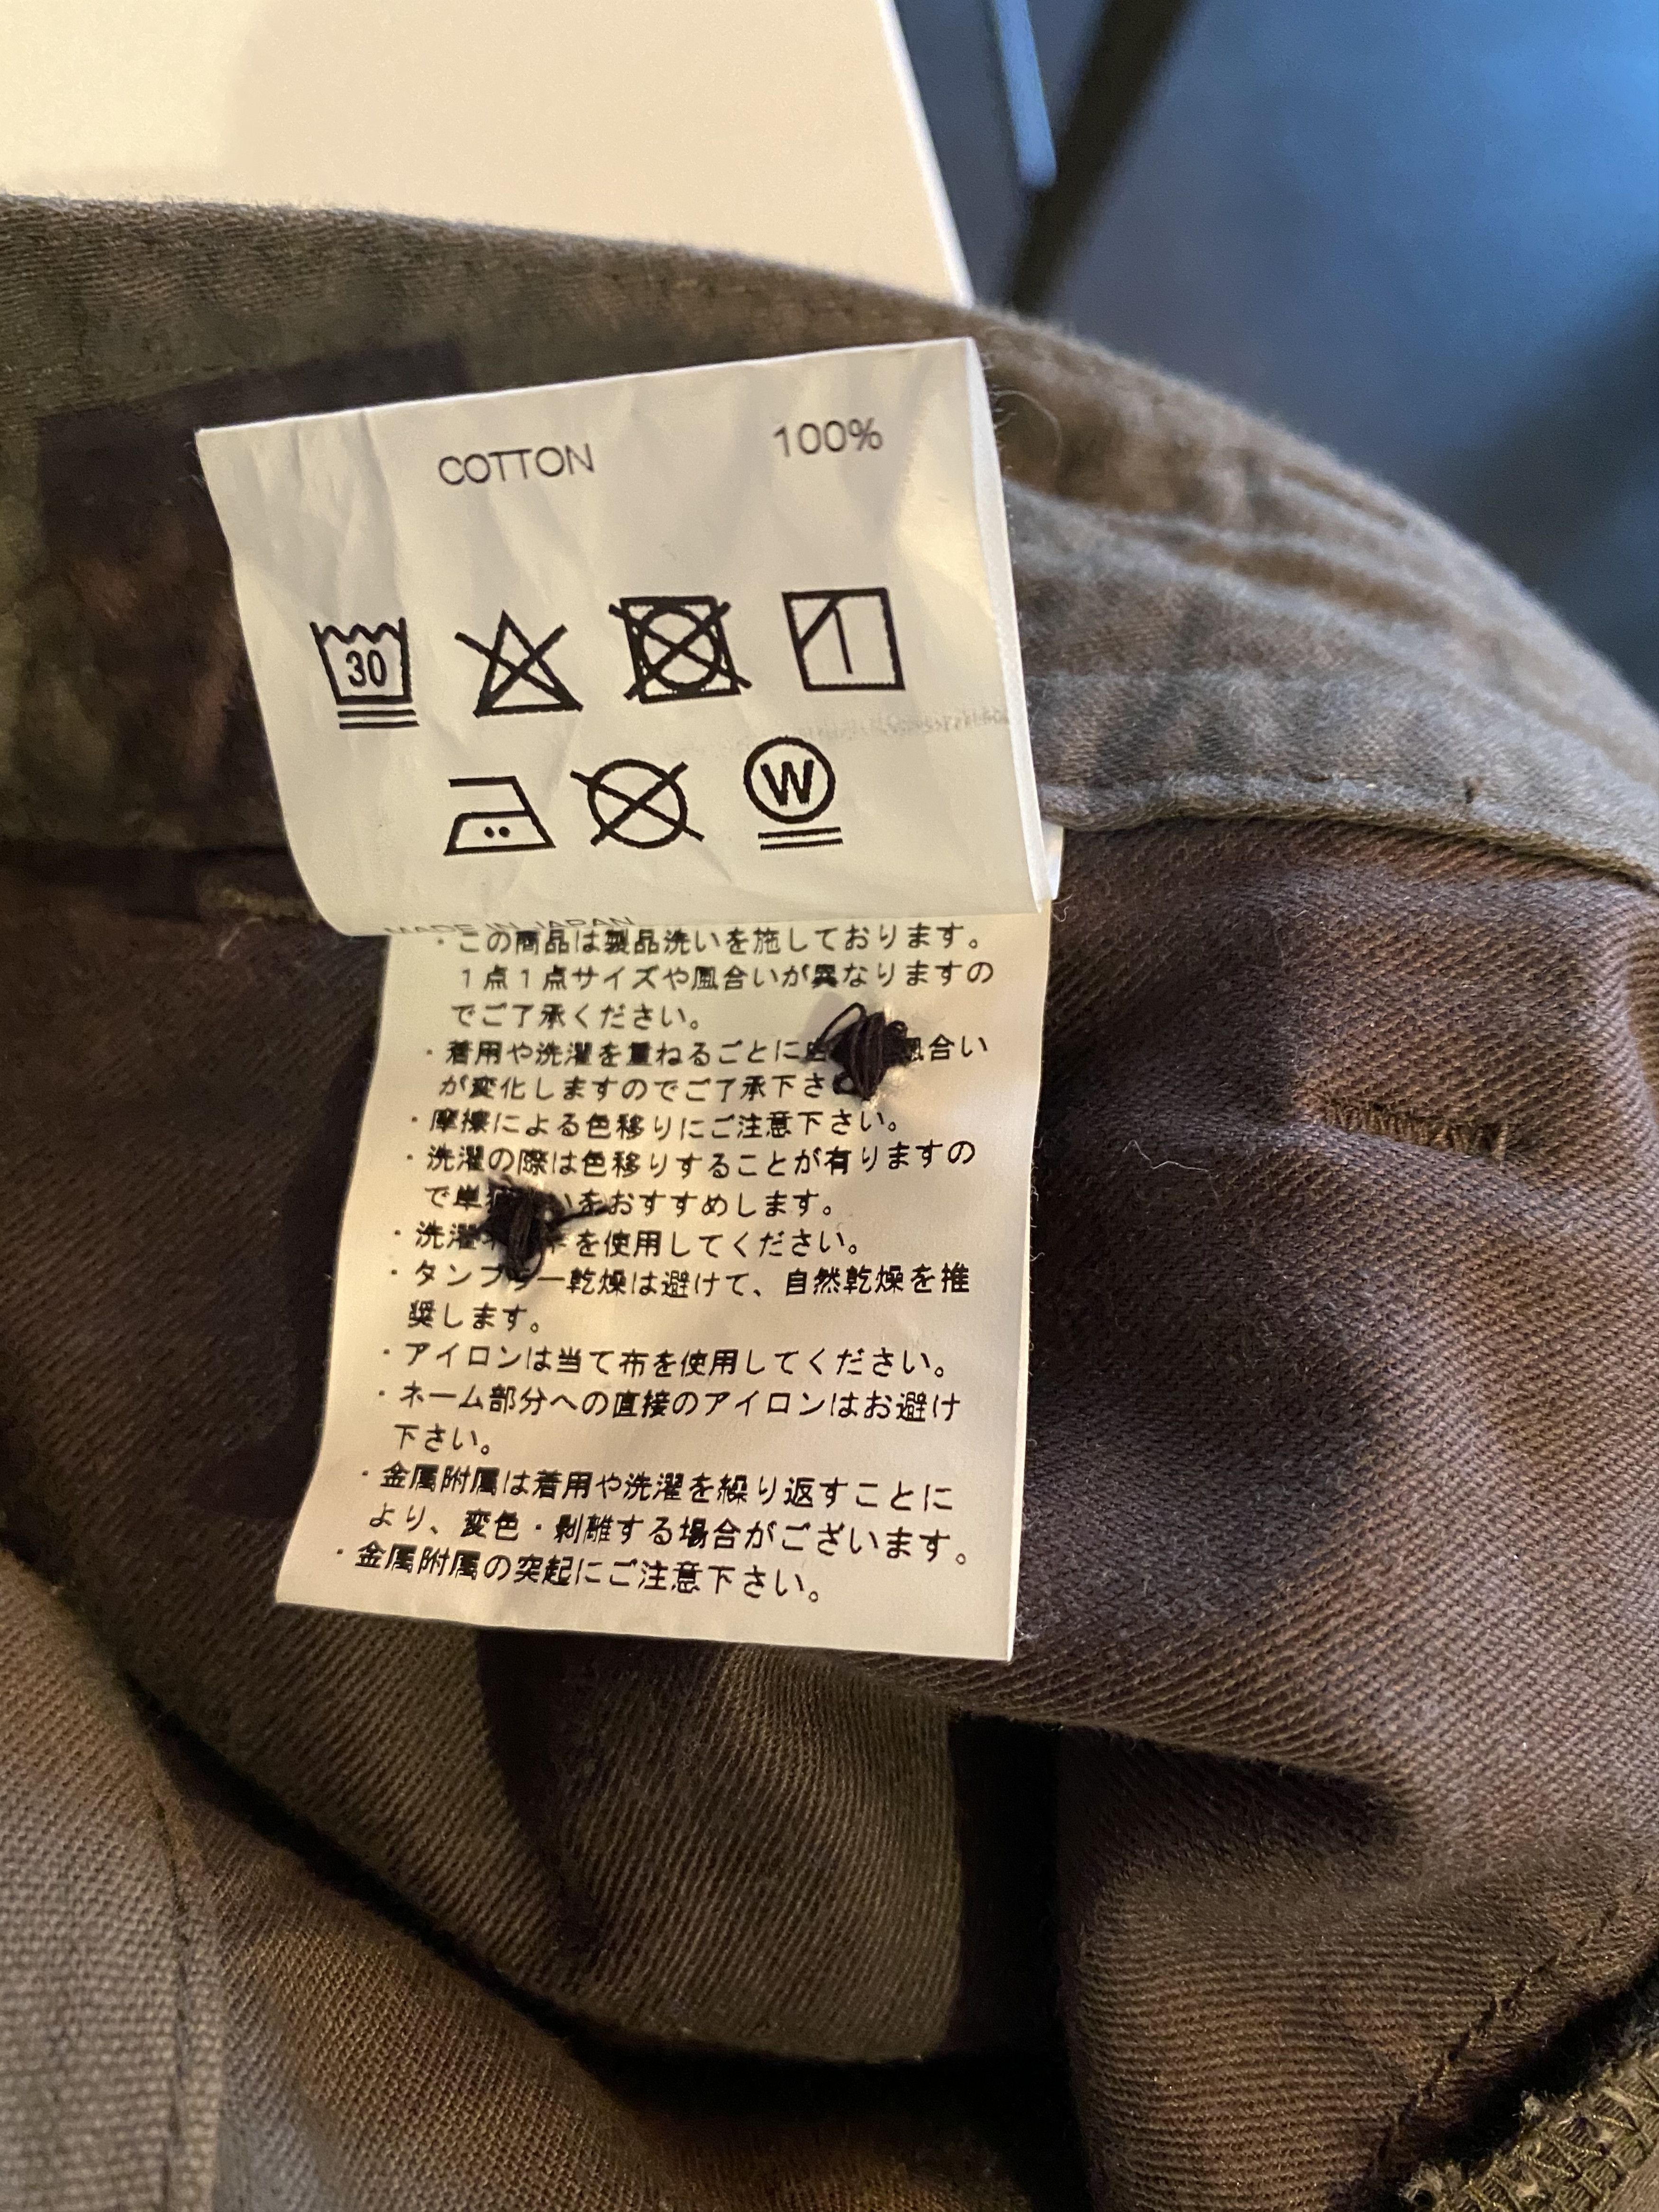 COTTON 100%
30
W
MADE IN JAPAN
・この商品は製品洗いを施しております。
1点1点サイズや風合いが異なりますの
でご了承ください。
・着用や洗濯を重ねるごとに 風合い
が変化しますのでご了承下さ
・摩擦による色移りにご注意下さい。
・洗濯の際は色移りすることが有りますの
で単 いをおすすめします。
・洗濯 を使用してください。
・タンブラー乾燥は避けて、自然乾燥を推
奨します。
・アイロンは当て布を使用してください。
・ネーム部分への直接のアイロンはお避け
下さい。
・金属附属は着用や洗濯を繰り返すことに
より、変色・剥離する場合がございます。
・金属附属の突起にご注意下さい。